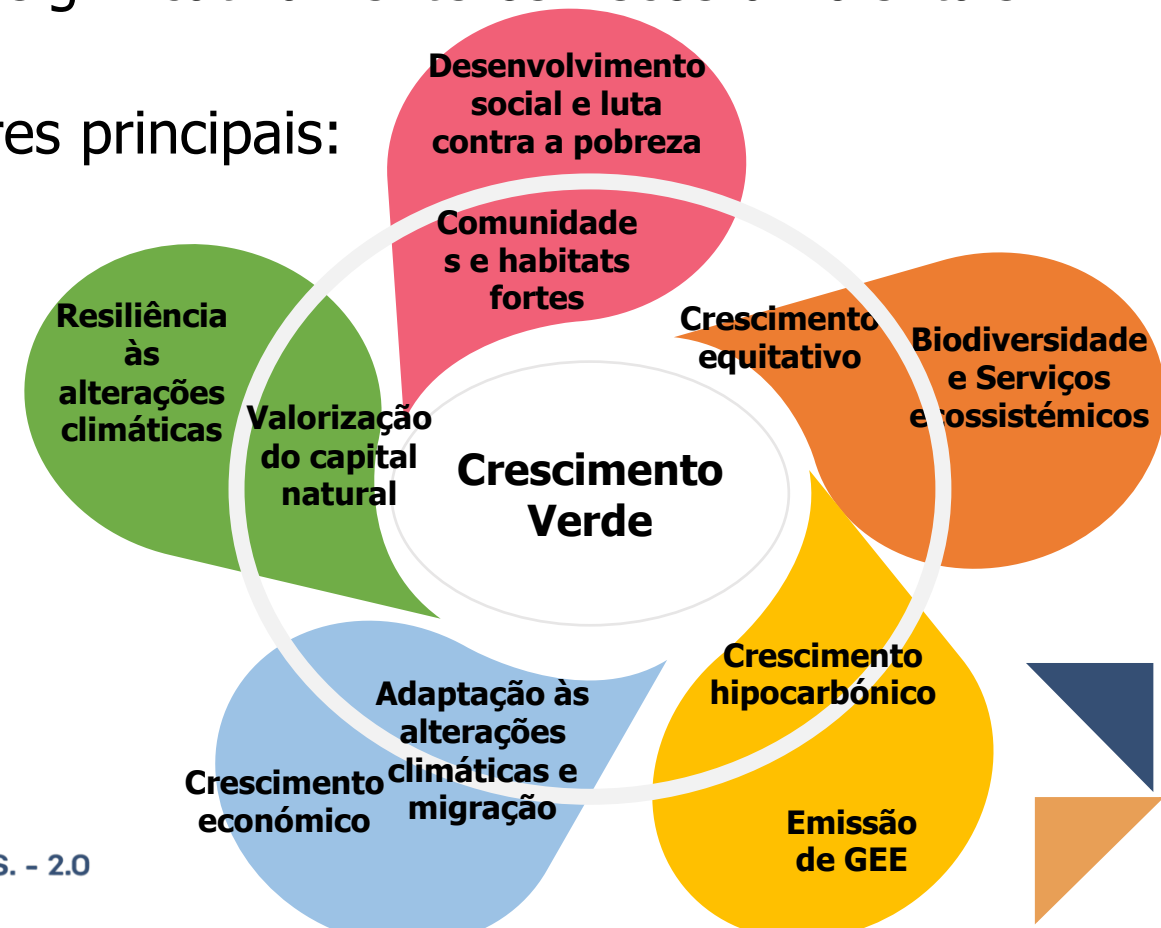 res principais:
Desenvolvimento
social e luta
contra a pobreza
Comunidade
s e habitats
fortes
Resiliência
às
alterações
climáticas
Valorização
do capital
natural
Crescimento
equitativo
Biodiversidade
e Serviços
ecossistémicos
Crescimento
Verde
Crescimento
hipocarbónico
Emissão
de GEE
Adaptação às
alterações
climáticas e
migração
Crescimento
económico
S. - 2.0